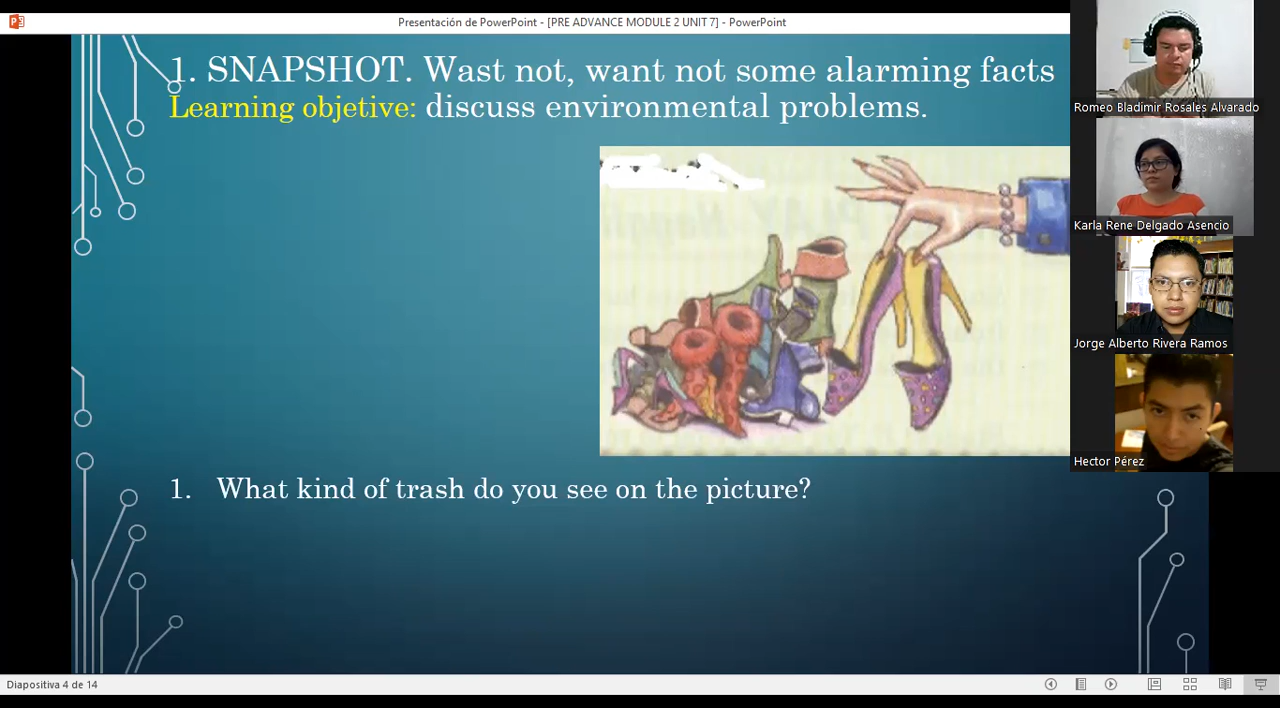 Presentación de PowerPoint - [PRE ADVANCE MODULE 2 UNIT 7] - PowerPoint
1. SNAPSHOT. Wast not, want not some alarming facts
Learning objetive: discuss environmental problems.
1. What kind of trash do you see on the picture?
Romeo Bladimir Rosales Alvarado
Karla Rene Delgado Asencio
Jorge Alberto Rivera Ramos
Hector Pérez
Diapositiva 4 de 14